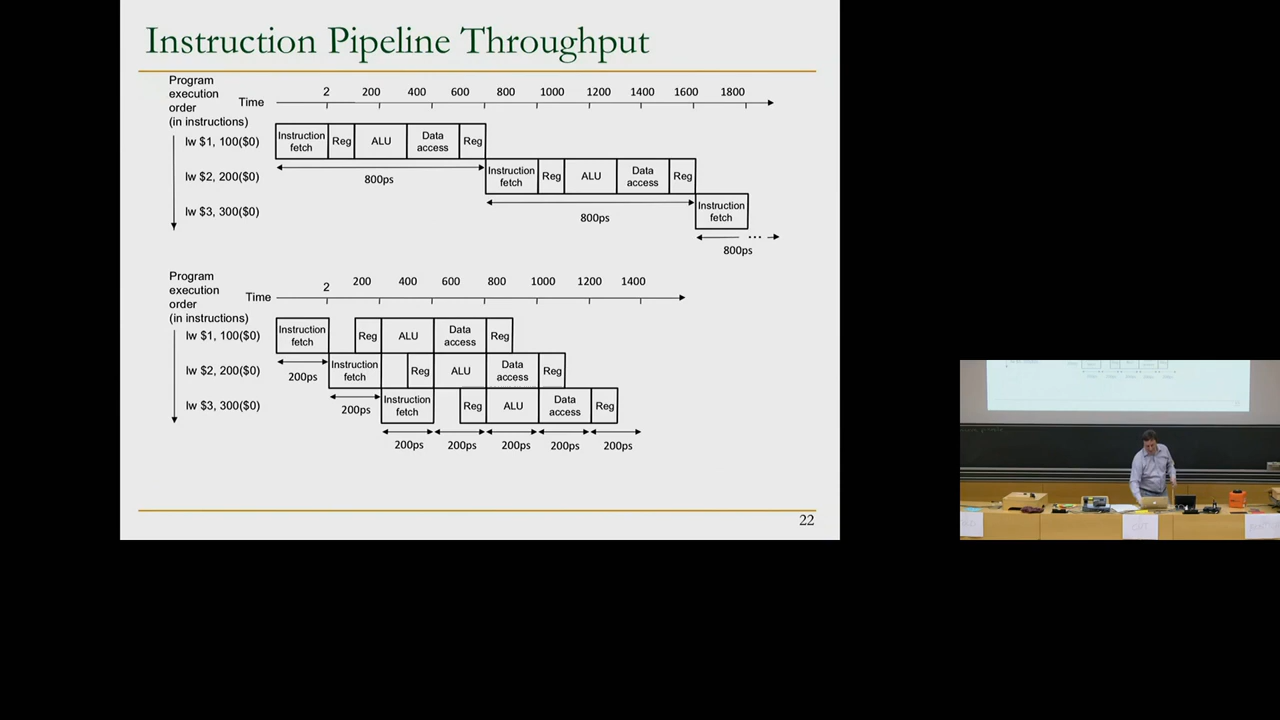 Instruction Pipeline Throughput
Program
execution
order
(in instructions)
Time
2 200 400 600 800 1000 1200 1400 1600 1800
lw $1, 100($0)
Instruction
fetch
Reg
ALU
Data
access
Reg
800ps
lw $2, 200($0)
Instruction
fetch
Reg
ALU
Data
access
Reg
800ps
lw $3, 300($0)
Instruction
fetch
...
800ps
Program
execution
order
(in instructions)
Time
2 200 400 600 800 1000 1200 1400
lw $1, 100($0)
Instruction
fetch
Reg
ALU
Data
access
Reg
200ps
lw $2, 200($0)
Instruction
fetch
Reg
ALU
Data
access
Reg
200ps
lw $3, 300($0)
Instruction
fetch
Reg
ALU
Data
access
Reg
200ps 200ps 200ps 200ps 200ps
22